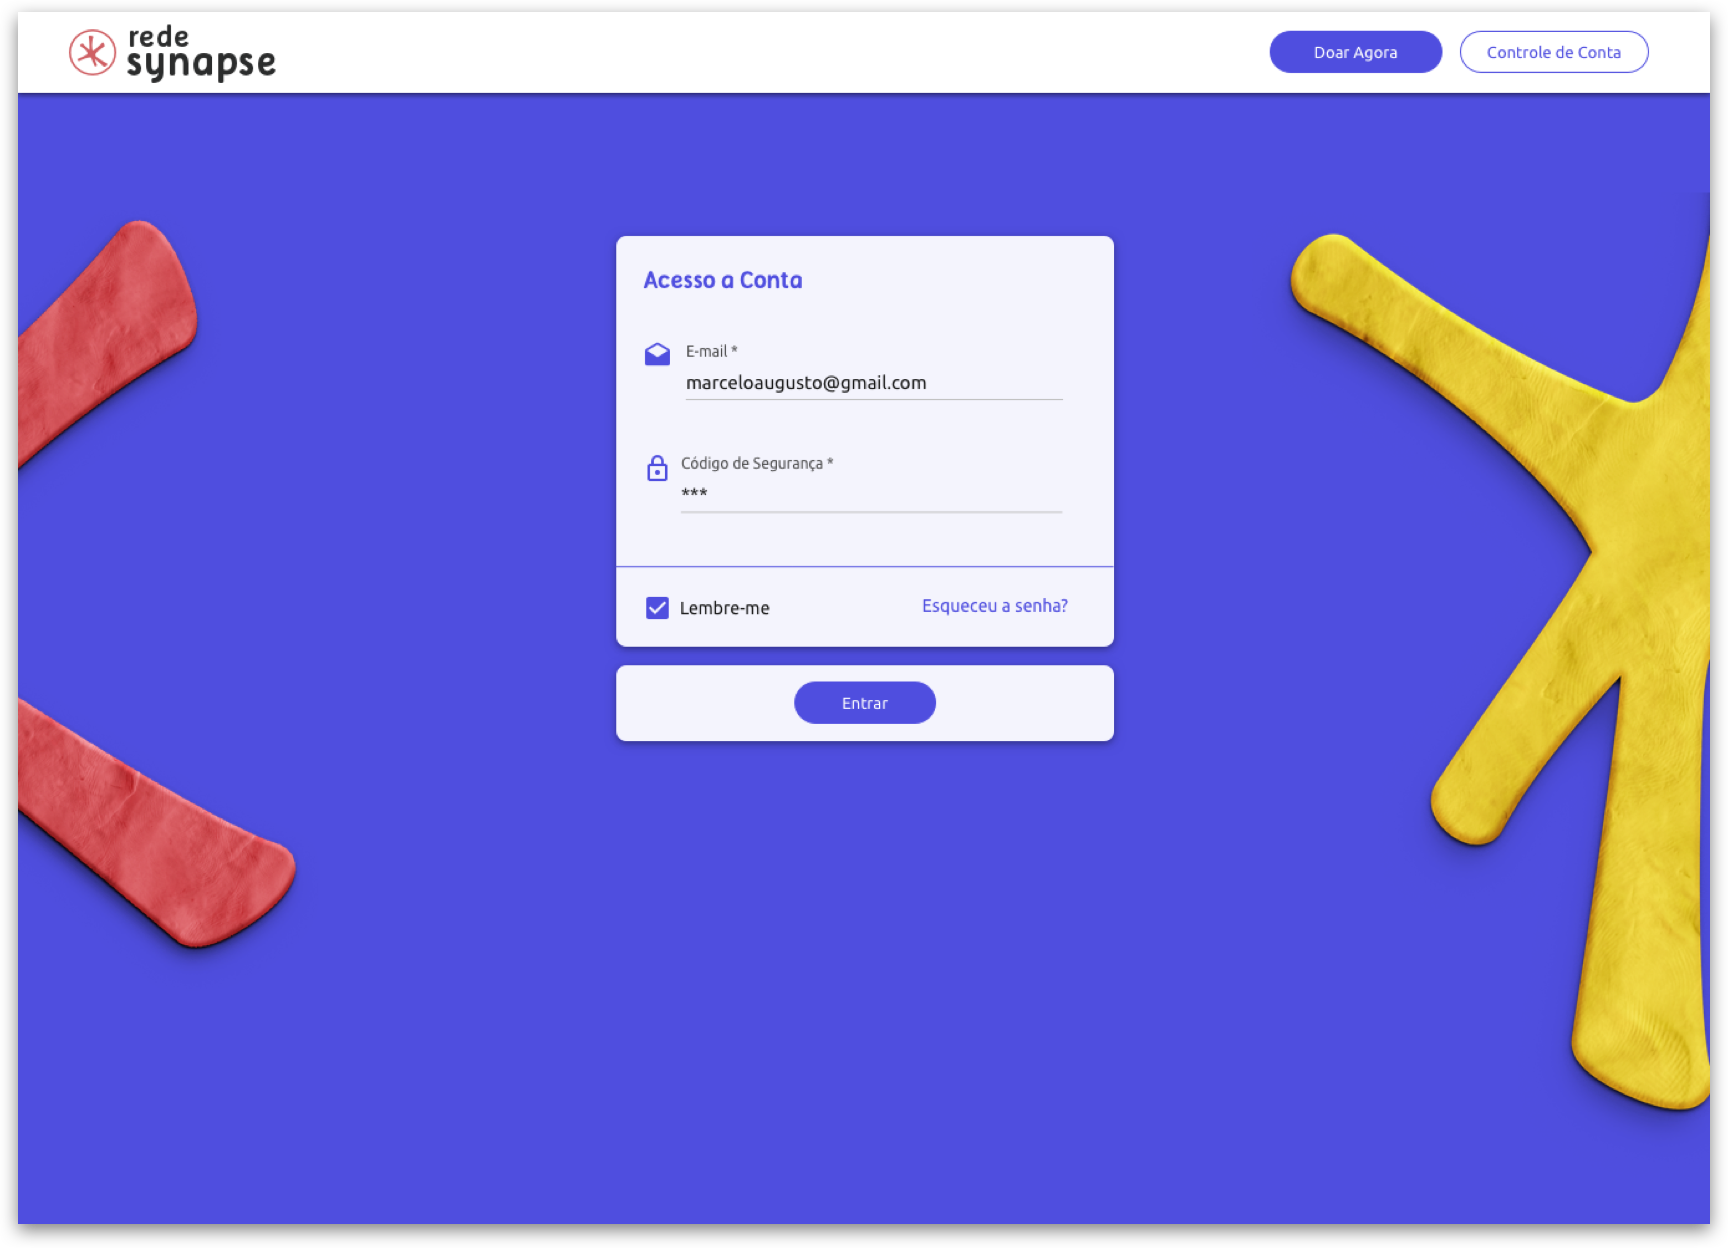 rede
synapse
Doar Agora
Controle de Conta
Acesso a Conta
E-mail *
marceloaugusto@gmail.com
Código de Segurança *
***
Lembre-me
Esqueceu a senha?
Entrar